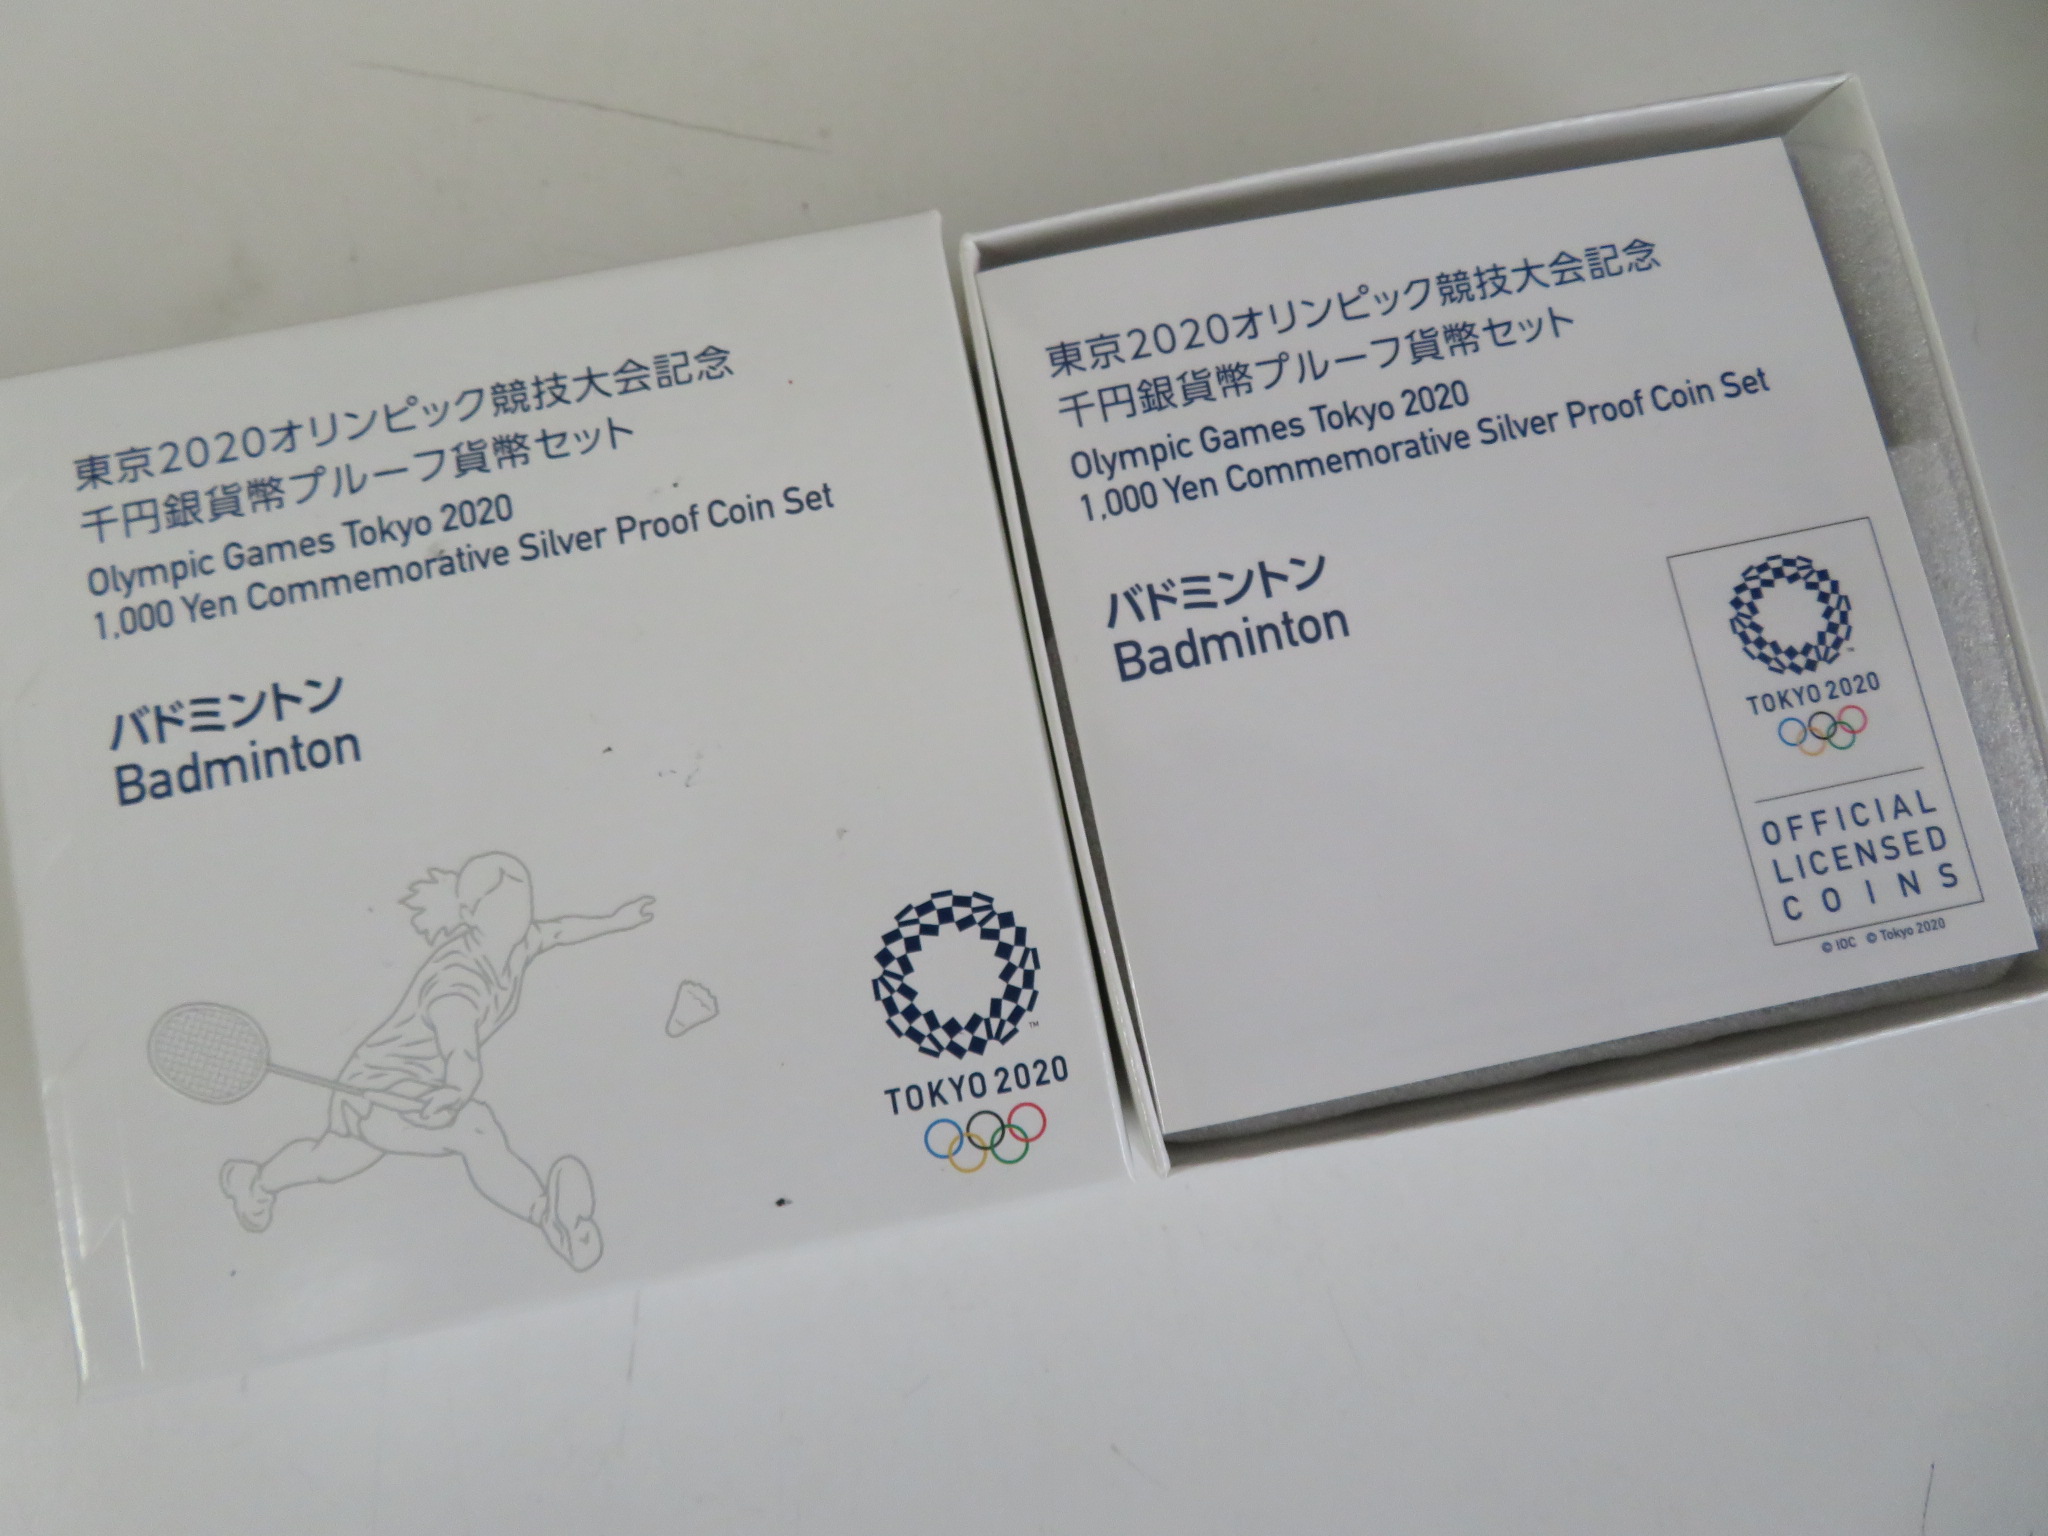 東京2020オリンピック競技大会記念
千円銀貨幣プルーフ貨幣セット
Olympic Games Tokyo 2020
1,000 Yen Commemorative Silver Proof Coin Set
バドミントン
Badminton
TM
TOKYO 2020
東京2020オリンピック競技大会記念
千円銀貨幣プルーフ貨幣セット
Olympic Games Tokyo 2020
1,000 Yen Commemorative Silver Proof Coin Set
バドミントン
Badminton
TM
TOKYO 2020
OFFICIAL
LICENSED
COINS
© IOC © Tokyo 2020